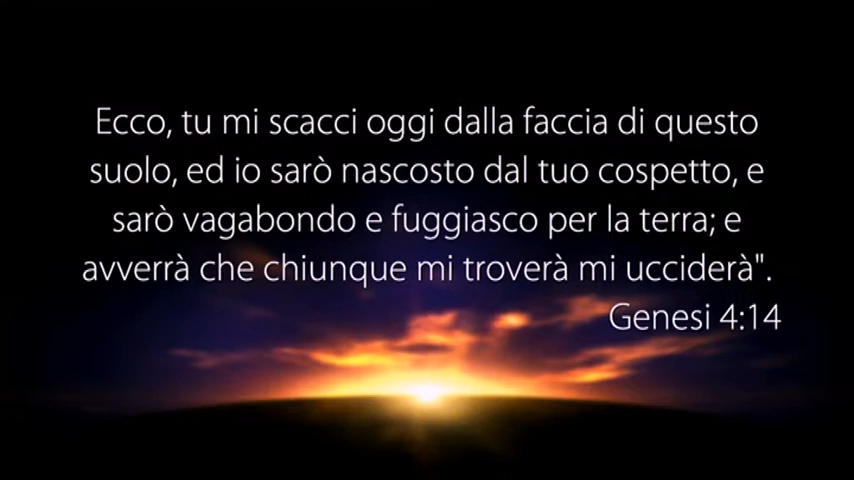 Ecco, tu mi scacci oggi dalla faccia di questo
suolo, ed io sarò nascosto dal tuo cospetto, e
sarò vagabondo e fuggiasco per la terra; e
avverrà che chiunque mi troverà mi ucciderà".
Genesi 4:14